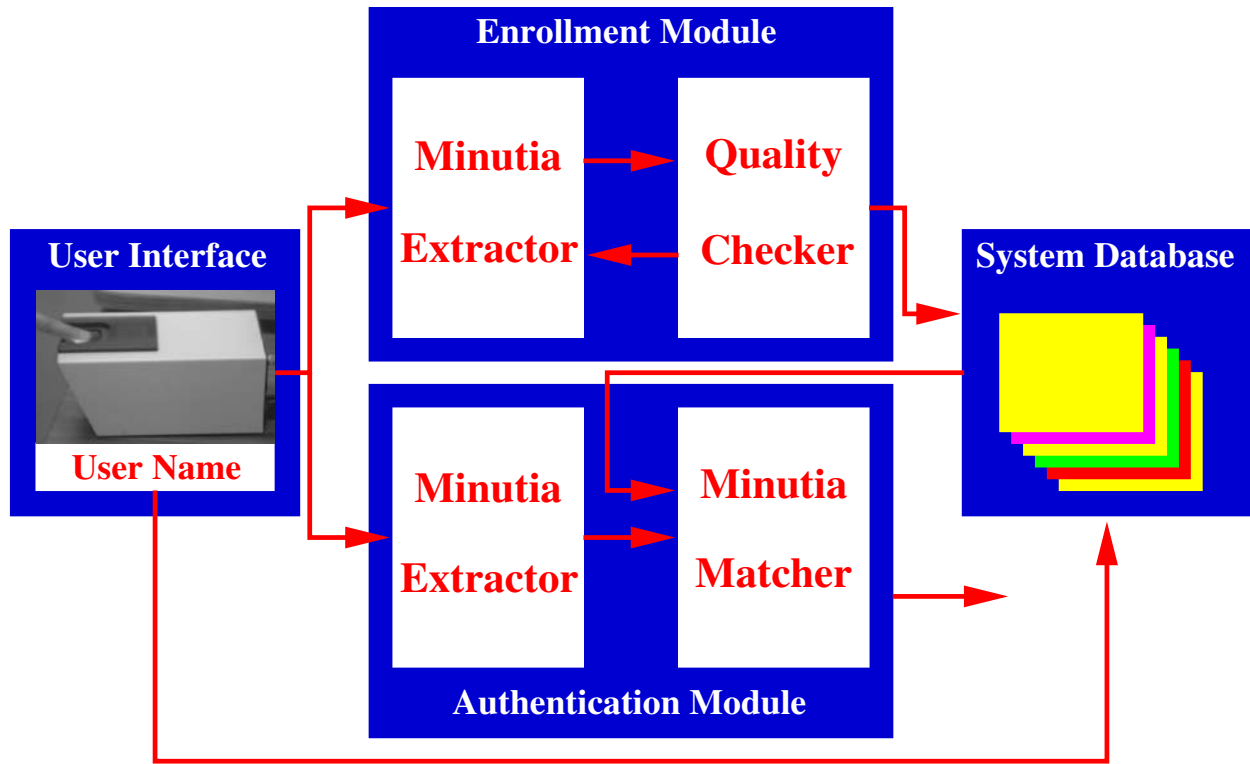 Enrollment Module
Minutia
Extractor
Quality
Checker
User Interface
User Name
System Database
Minutia
Extractor
Minutia
Matcher
Authentication Module